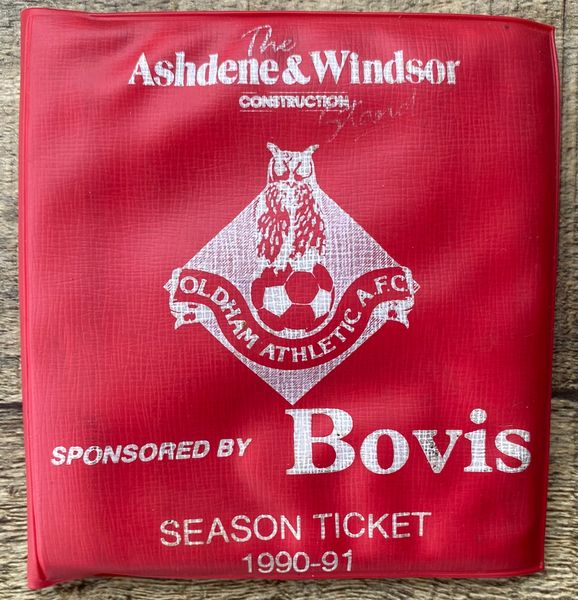 The
Ashdene & Windsor
CONSTRUCTION
Stand
OLDHAM ATHLETIC A.F.C.
SPONSORED BY Bovis
SEASON TICKET
1990-91